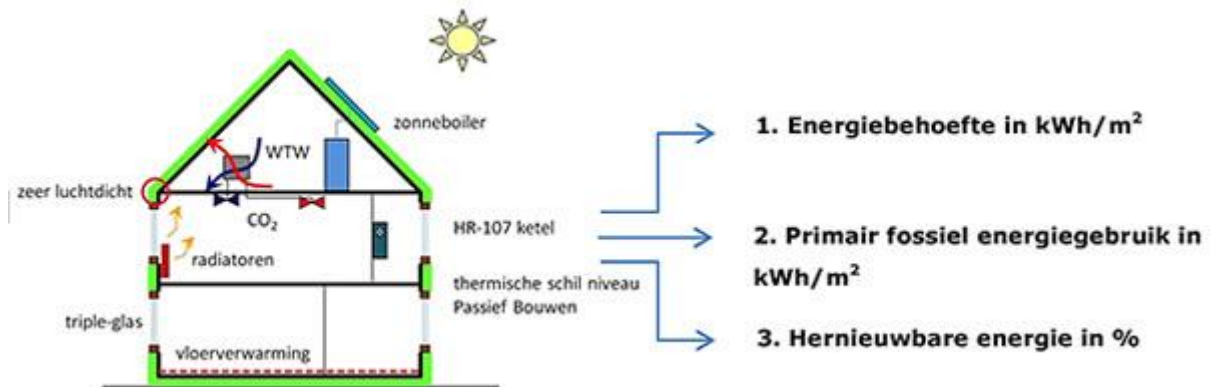 zonneboiler
WTW
zeer luchtdicht
CO₂
HR-107 ketel
radiatoren
thermische schil niveau
Passief Bouwen
triple-glas
vloerverwarming
1. Energiebehoefte in kWh/m²
2. Primair fossiel energiegebruik in
kWh/m²
3. Hernieuwbare energie in %